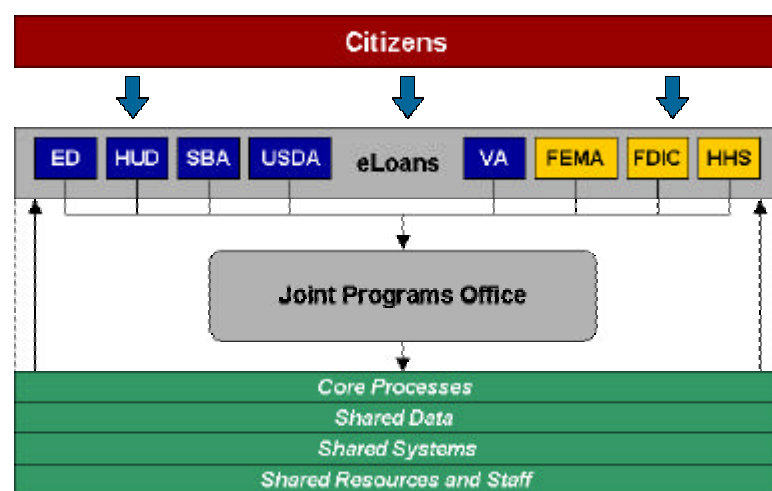 Citizens
ED HUD SBA USDA eLoans VA FEMA FDIC HHS
Joint Programs Office
Core Processes
Shared Data
Shared Systems
Shared Resources and Staff